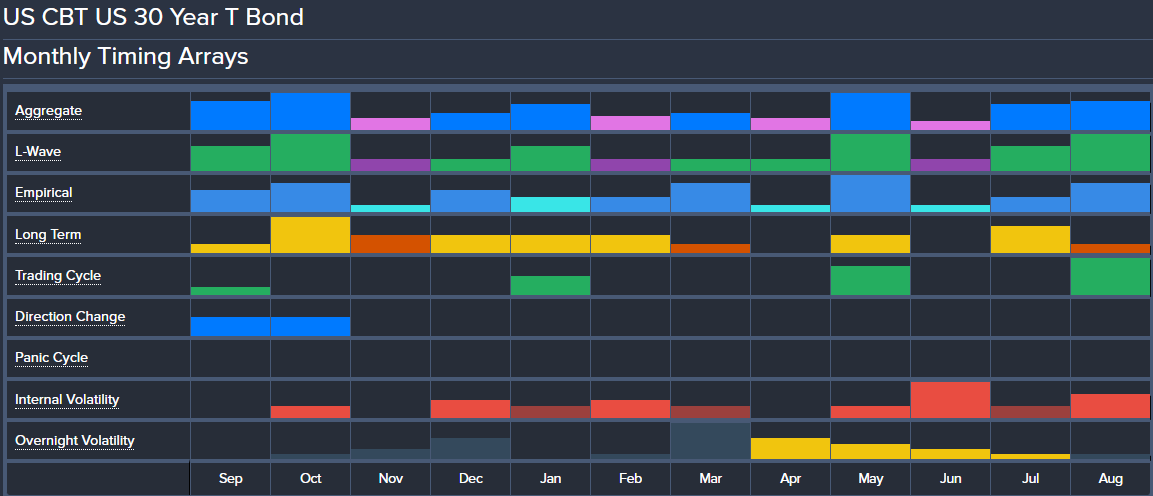 US CBT US 30 Year T Bond
Monthly Timing Arrays
Aggregate
L-Wave
Empirical
Long Term
Trading Cycle
Direction Change
Panic Cycle
Internal Volatility
Overnight Volatility
Sep Oct Nov Dec Jan Feb Mar Apr May Jun Jul Aug